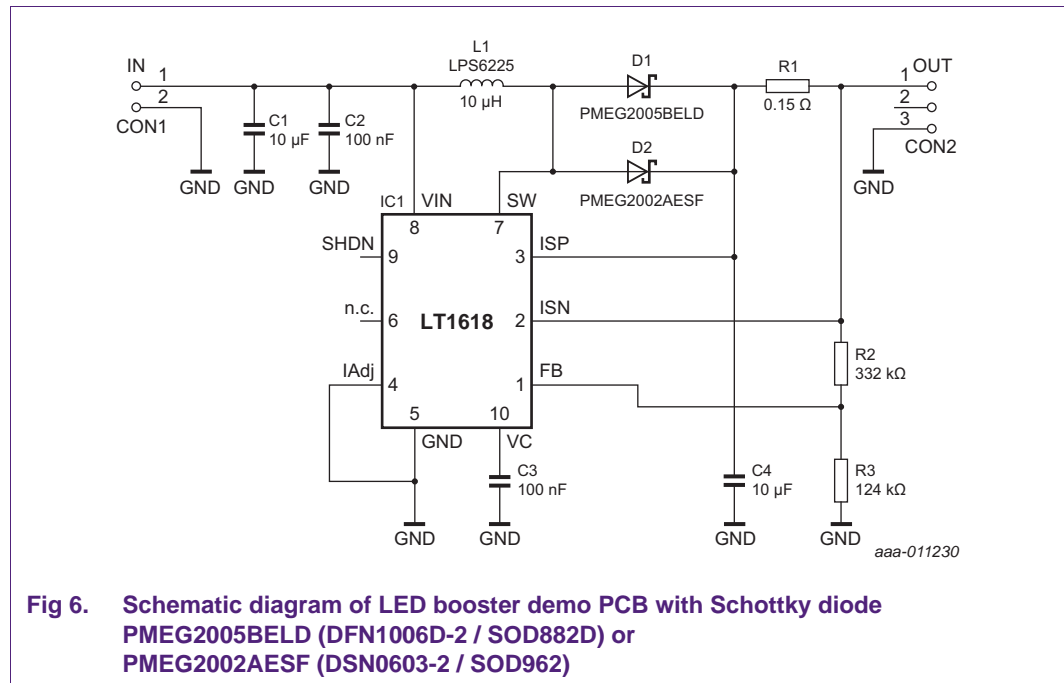 L1
LPS6225
10 μH
D1
PMEG2005BELD
R1
0.15 Ω
IN
1
2
CON1
OUT
1
2
3
CON2
C1
10 μF
C2
100 nF
D2
PMEG2002AESF
GND
GND
GND
GND
IC1
VIN
SW
8
7
SHDN
9
3
ISP
n.c.
6
LT1618
2
ISN
IAdj
4
1
FB
5
10
GND
VC
R2
332 kΩ
C3
100 nF
C4
10 μF
R3
124 kΩ
GND
GND
GND
GND
aaa-011230
Fig 6. Schematic diagram of LED booster demo PCB with Schottky diode
PMEG2005BELD (DFN1006D-2 / SOD882D) or
PMEG2002AESF (DSN0603-2 / SOD962)